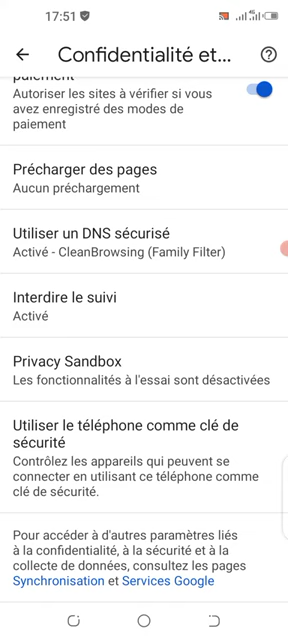 17:51
Confidentialité et...
paiement
Autoriser les sites à vérifier si vous
avez enregistré des modes de
paiement
Précharger des pages
Aucun préchargement
Utiliser un DNS sécurisé
Activé - CleanBrowsing (Family Filter)
Interdire le suivi
Activé
Privacy Sandbox
Les fonctionnalités à l'essai sont désactivées
Utiliser le téléphone comme clé de
sécurité
Contrôlez les appareils qui peuvent se
connecter en utilisant ce téléphone comme
clé de sécurité.
Pour accéder à d'autres paramètres liés
à la confidentialité, à la sécurité et à la
collecte de données, consultez les pages
Synchronisation et Services Google